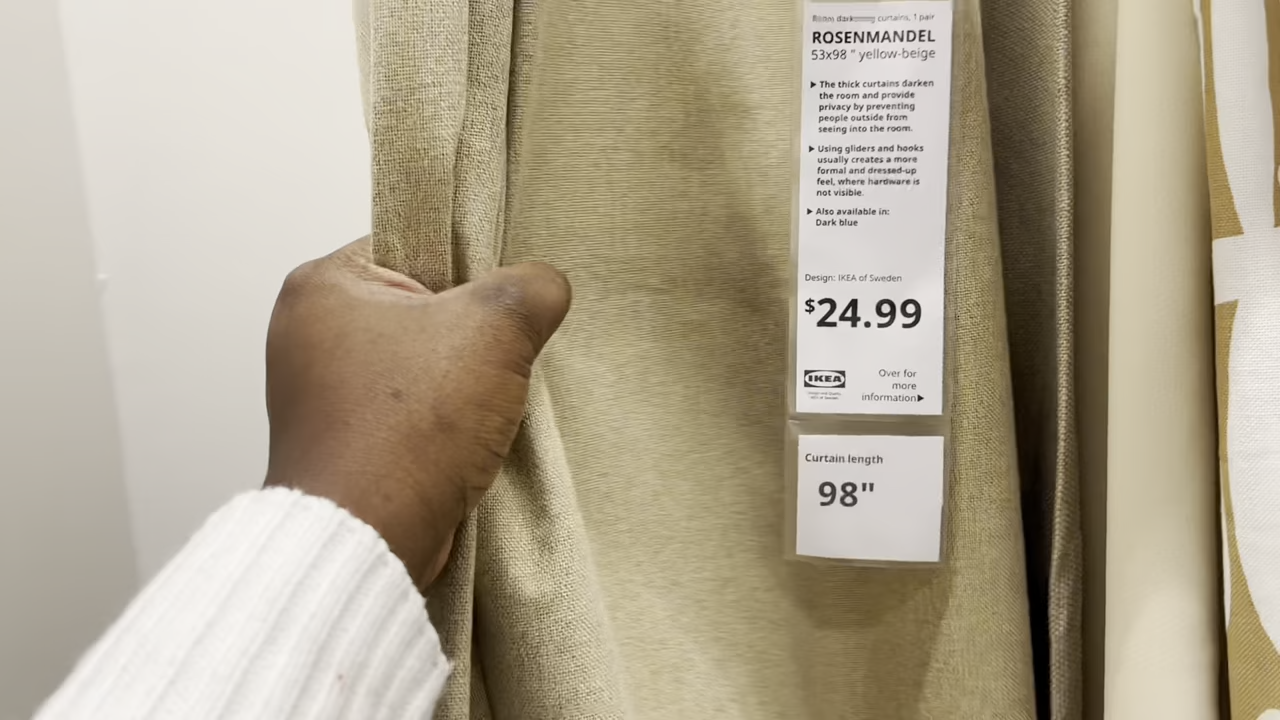 Room darkening curtains, 1 pair
ROSENMANDEL
53x98 " yellow-beige
▶ The thick curtains darken
the room and provide
privacy by preventing
people outside from
seeing into the room.
▶ Using gliders and hooks
usually creates a more
formal and dressed-up
feel, where hardware is
not visible.
▶ Also available in:
Dark blue
Design: IKEA of Sweden
$24.99
IKEA
Over for
more
information▶
Curtain length
98"